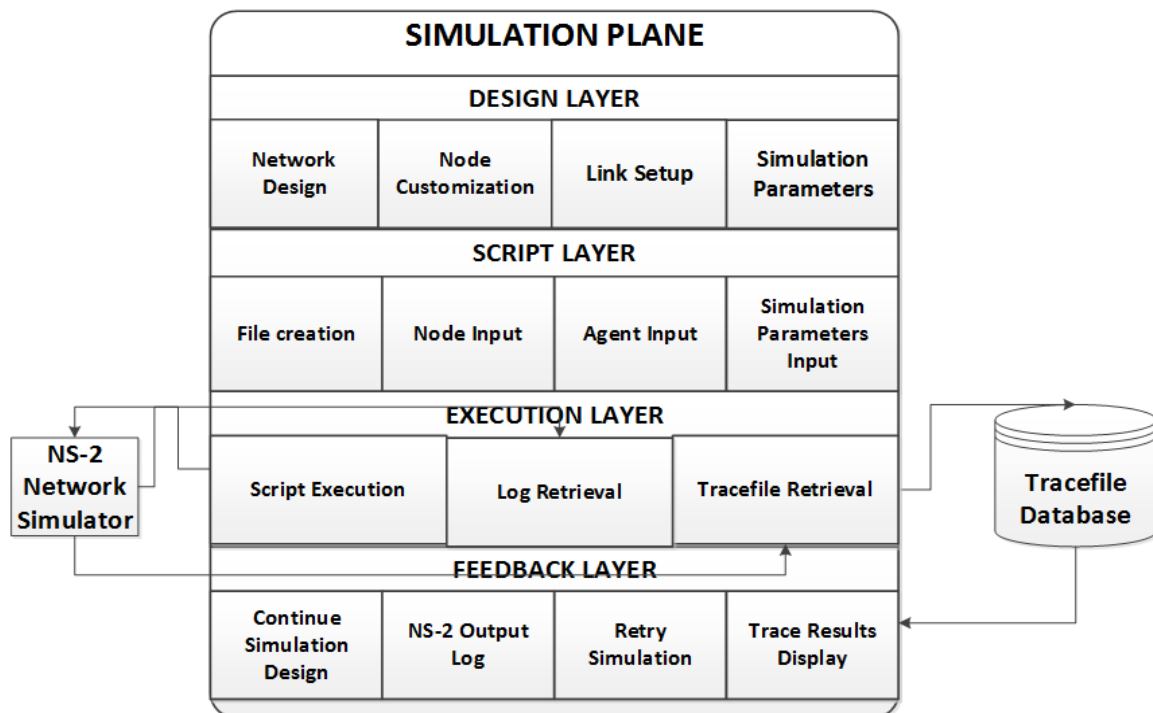 SIMULATION PLANE
DESIGN LAYER
Network
Design
Node
Customization
Link Setup
Simulation
Parameters
SCRIPT LAYER
File creation
Node Input
Agent Input
Simulation
Parameters
Input
EXECUTION LAYER
NS-2
Network
Simulator
Script Execution
Log Retrieval
Tracefile Retrieval
Tracefile
Database
FEEDBACK LAYER
Continue
Simulation
Design
NS-2 Output
Log
Retry
Simulation
Trace Results
Display